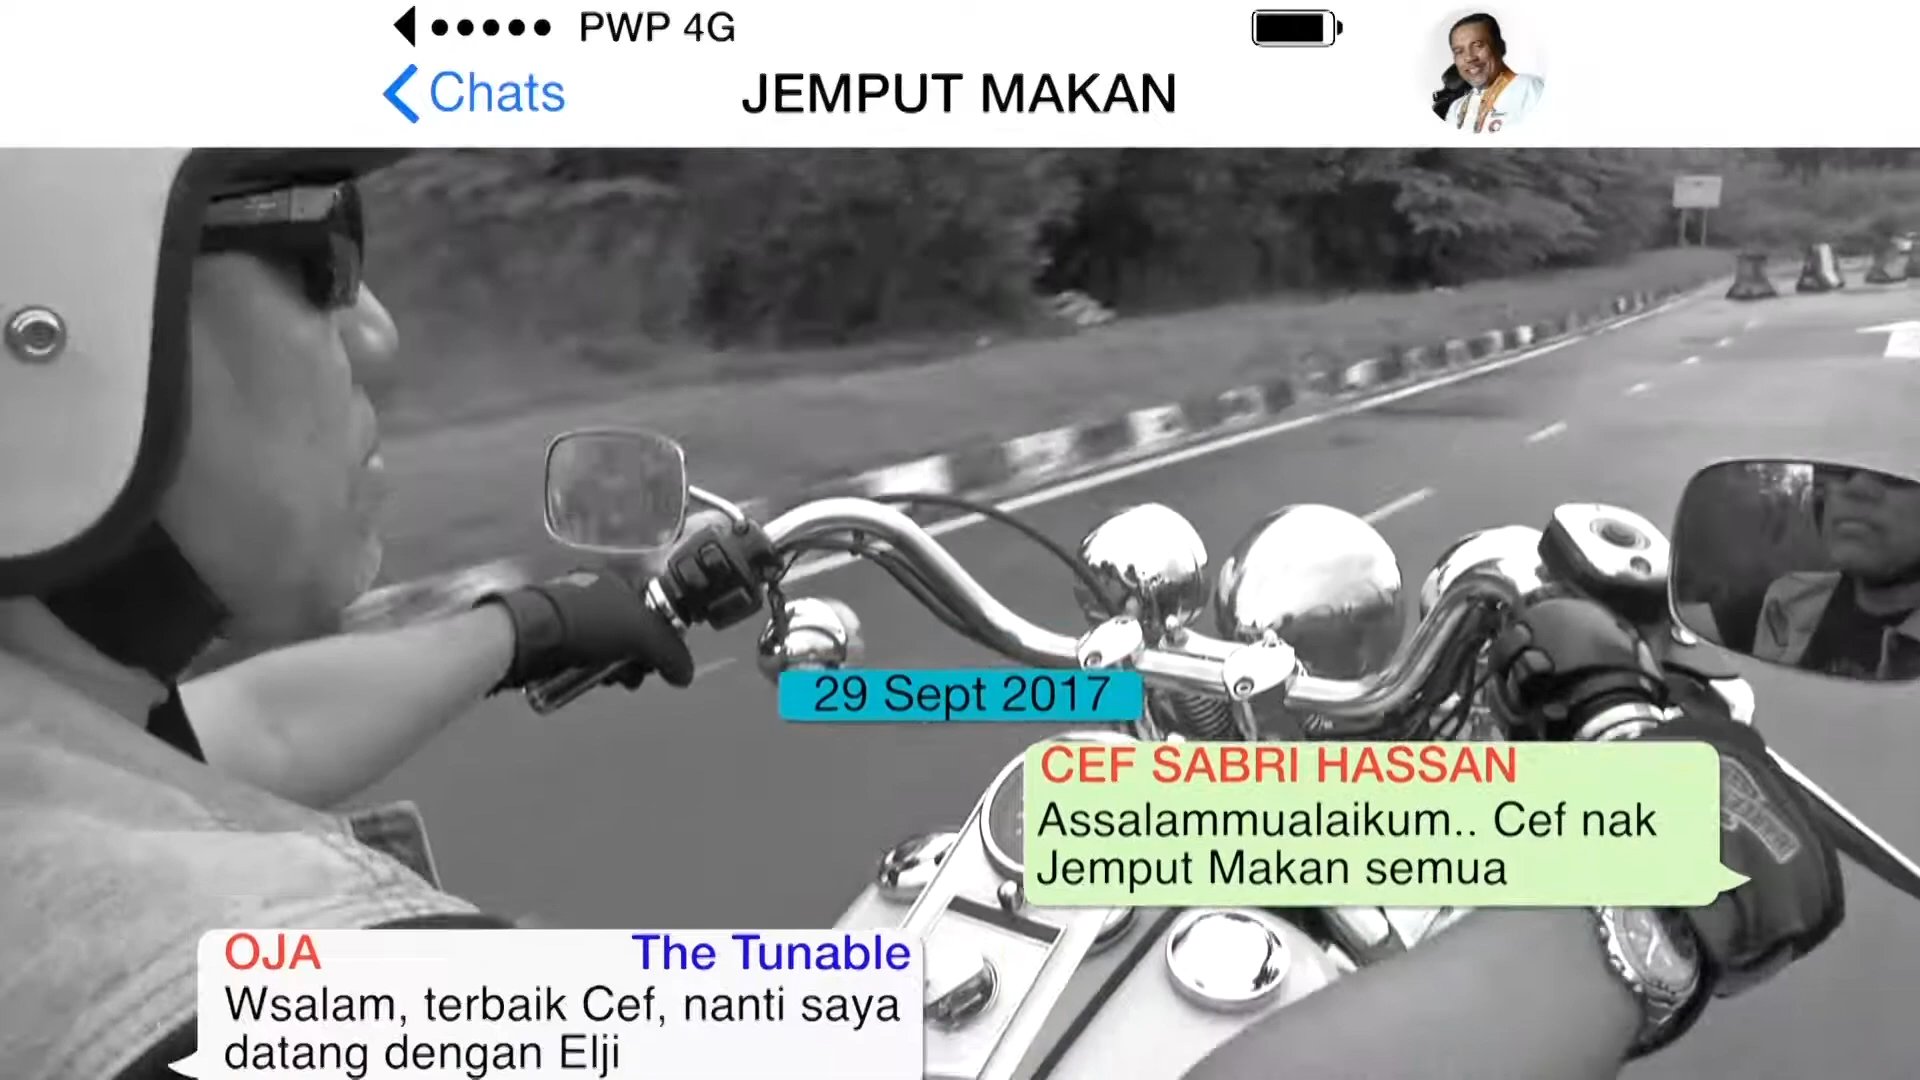 PWP 4G
Chats
JEMPUT MAKAN
29 Sept 2017
CEF SABRI HASSAN
Assalammualaikum.. Cef nak
Jemput Makan semua
OJA The Tunable
Wsalam, terbaik Cef, nanti saya
datang dengan Elji